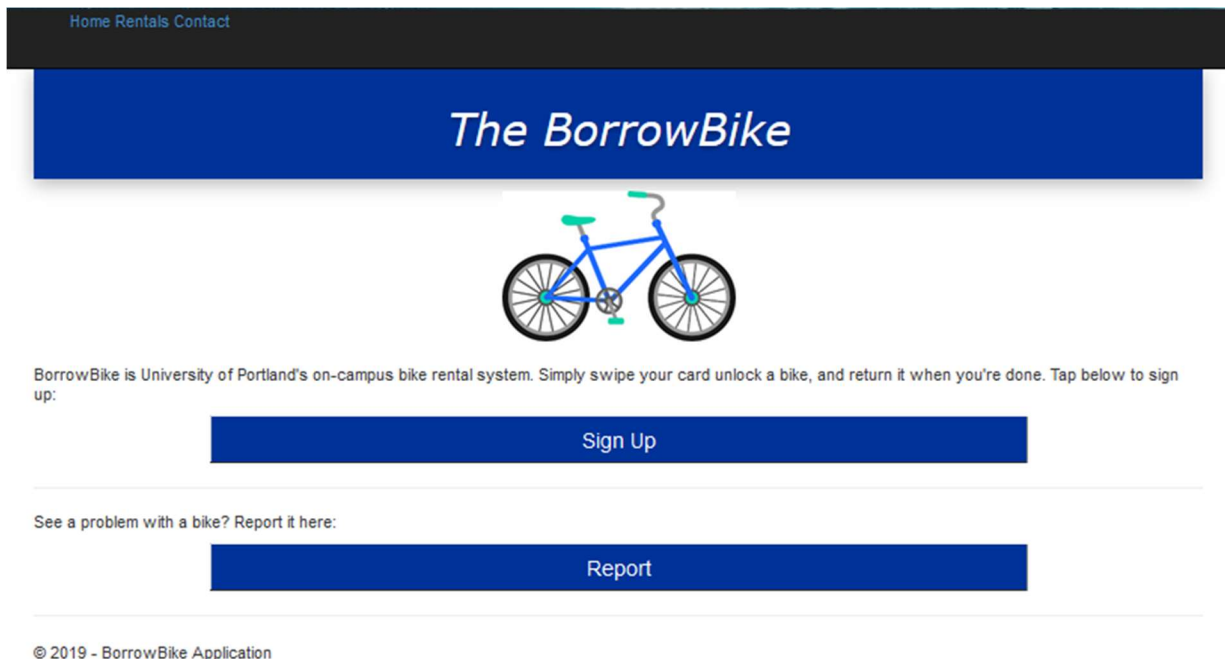 Home Rentals Contact
The BorrowBike
BorrowBike is University of Portland's on-campus bike rental system. Simply swipe your card unlock a bike, and return it when you're done. Tap below to sign
up:
Sign Up
See a problem with a bike? Report it here:
Report
© 2019 - BorrowBike Application